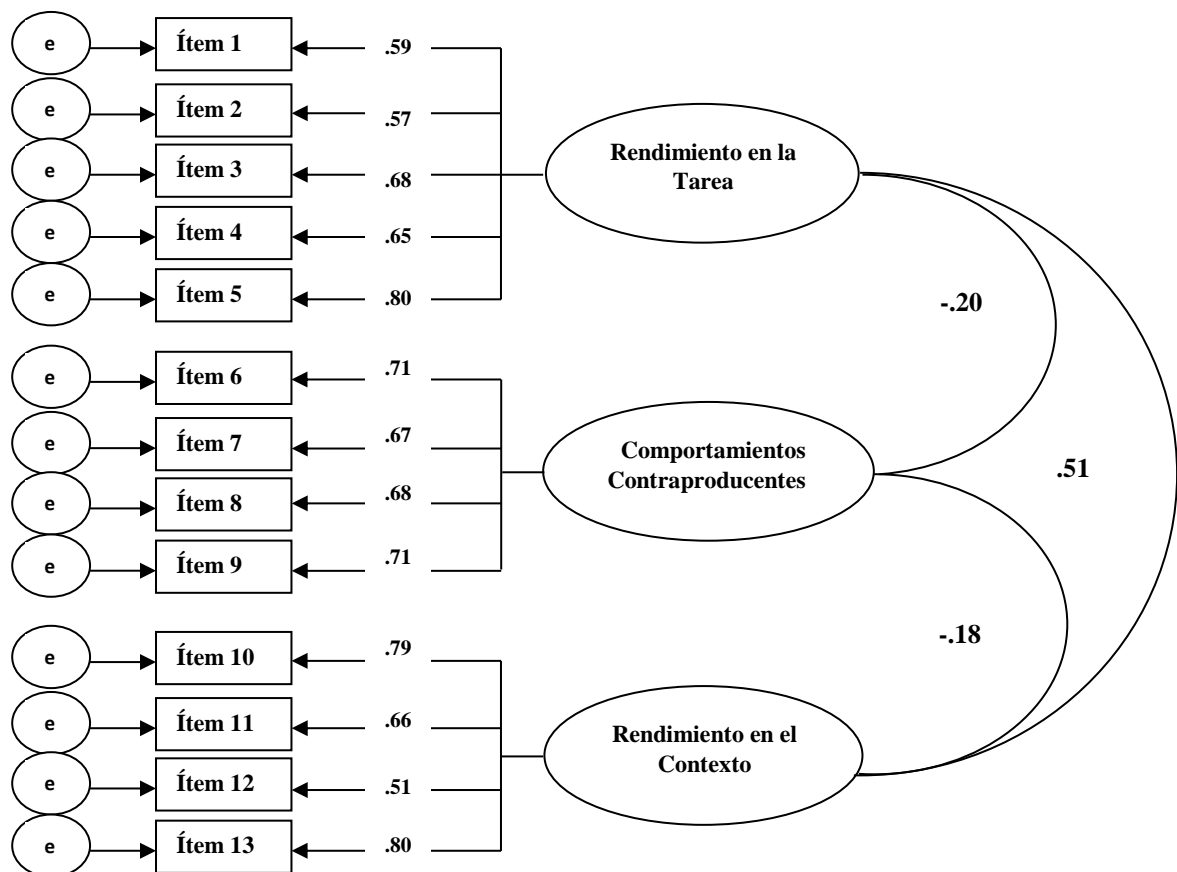 e Ítem 1 .59
e Ítem 2 .57
e Ítem 3 .68
e Ítem 4 .65
e Ítem 5 .80
Rendimiento en la
Tarea
-.20
e Ítem 6 .71
e Ítem 7 .67
e Ítem 8 .68
e Ítem 9 .71
Comportamientos
Contraproducentes
.51
-.18
e Ítem 10 .79
e Ítem 11 .66
e Ítem 12 .51
e Ítem 13 .80
Rendimiento en el
Contexto